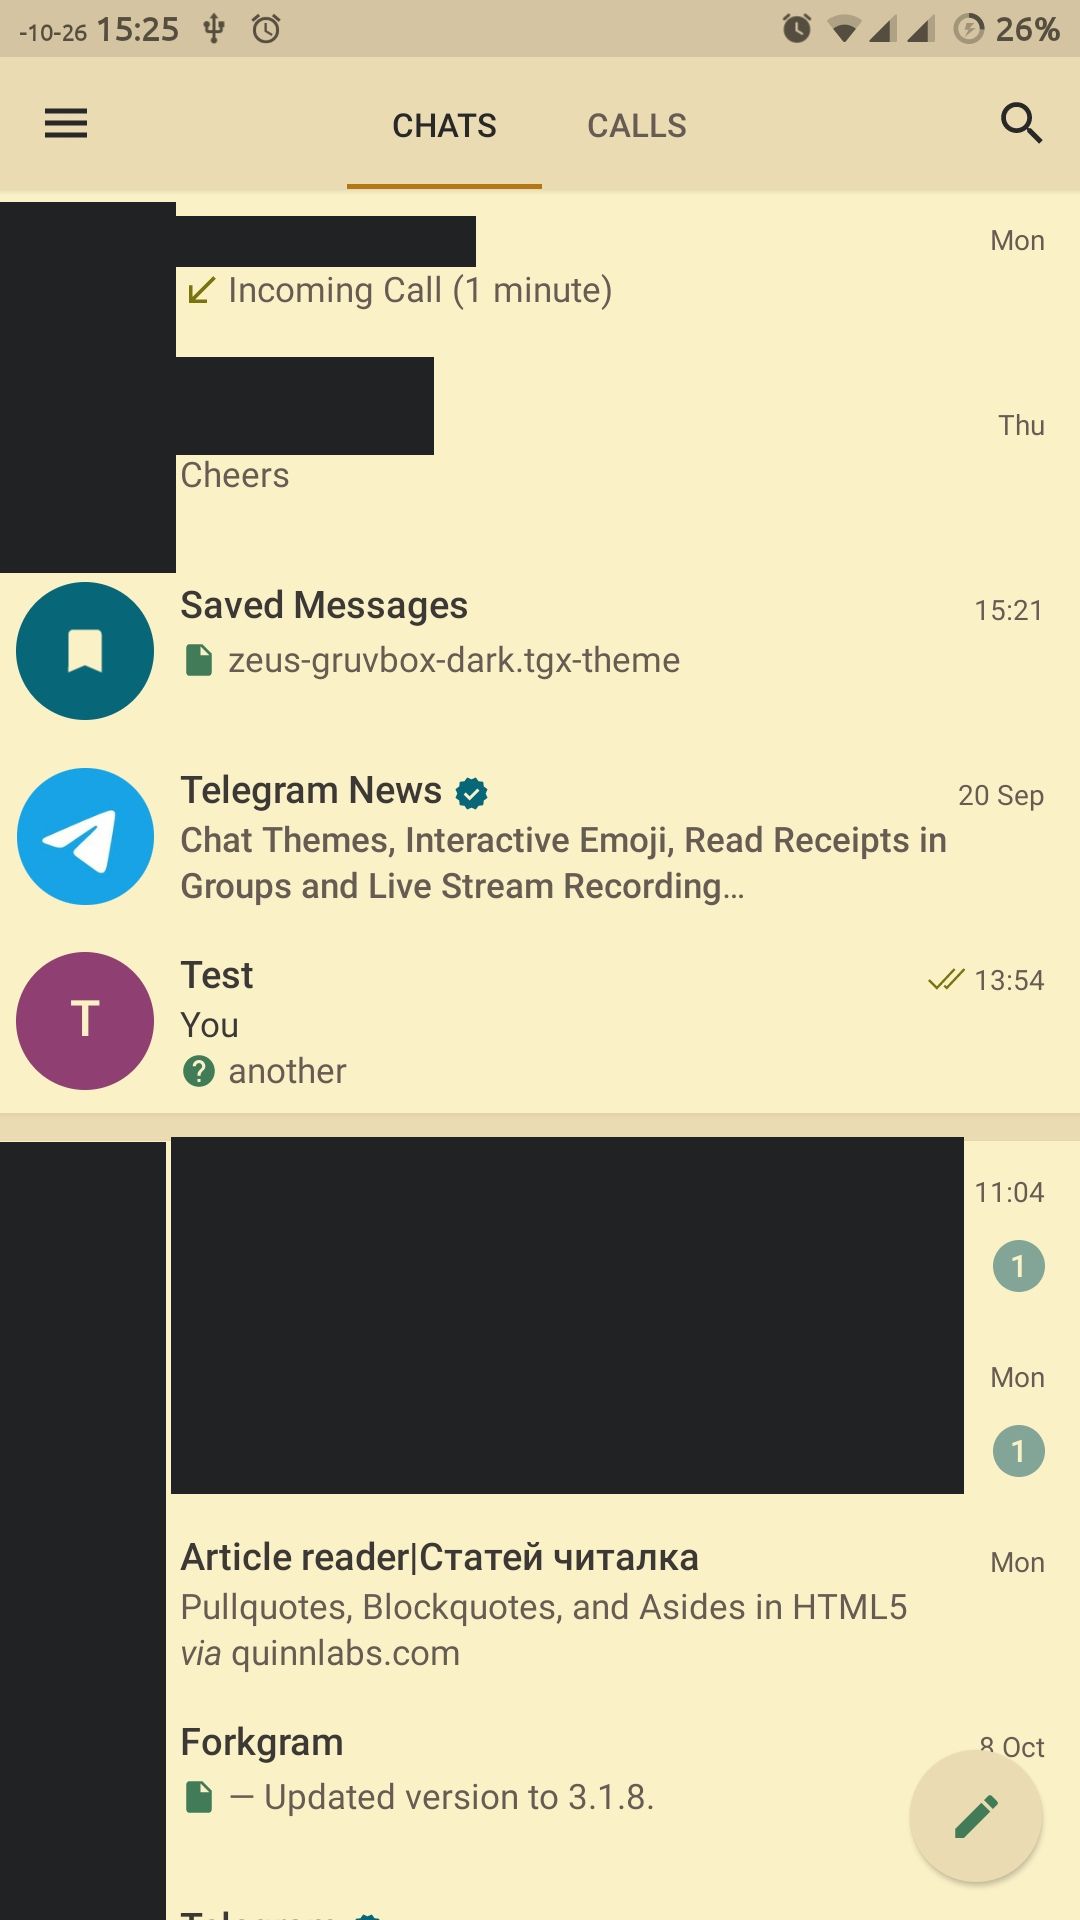 -10-26 15:25 26%
CHATS CALLS
Mon
Incoming Call (1 minute)
Thu
Cheers
Saved Messages 15:21
zeus-gruvbox-dark.tgx-theme
Telegram News 20 Sep
Chat Themes, Interactive Emoji, Read Receipts in
Groups and Live Stream Recording…
T
Test 13:54
You
? another
11:04
1
Mon
1
Article reader|Статей читалка Mon
Pullquotes, Blockquotes, and Asides in HTML5
via quinnlabs.com
Forkgram 8 Oct
— Updated version to 3.1.8.